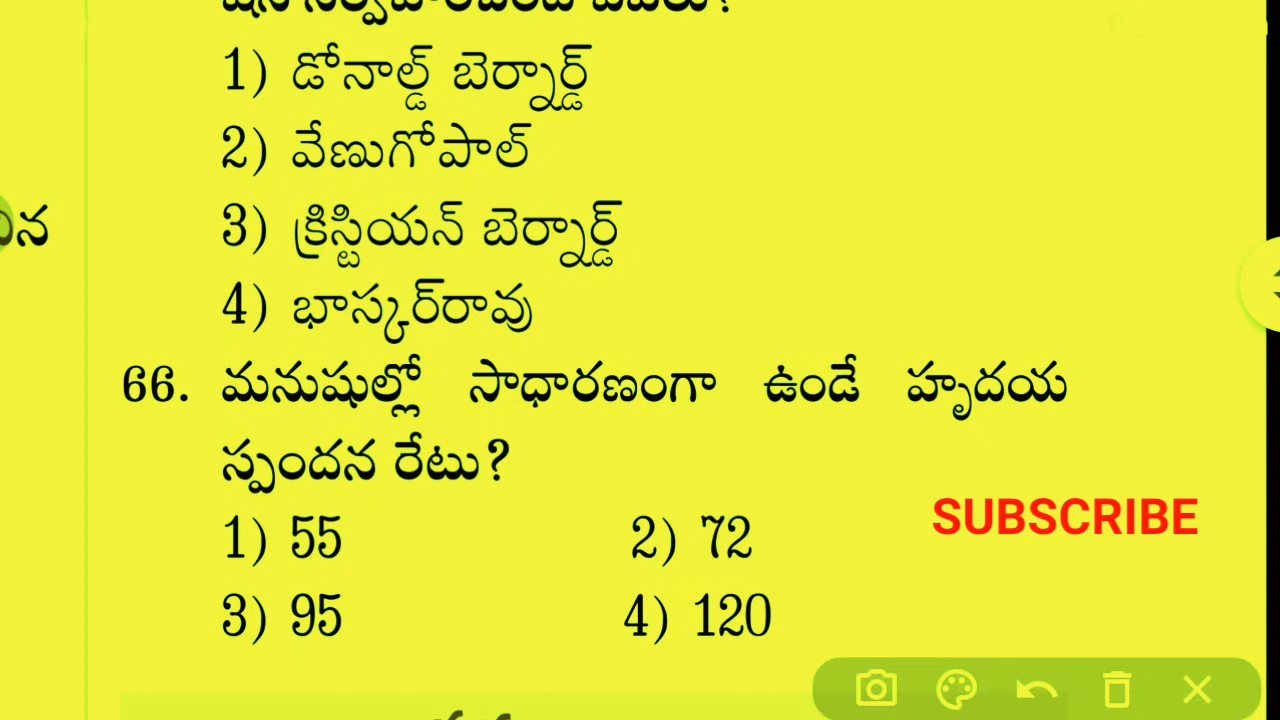 1) డోనాల్డ్ బెర్నార్డ్
2) వేణుగోపాల్
3) క్రిస్టియన్ బెర్నార్డ్
4) భాస్కర్‌రావు
66. మనుషుల్లో సాధారణంగా ఉండే హృదయ
స్పందన రేటు?
1) 55 2) 72
SUBSCRIBE
3) 95 4) 120